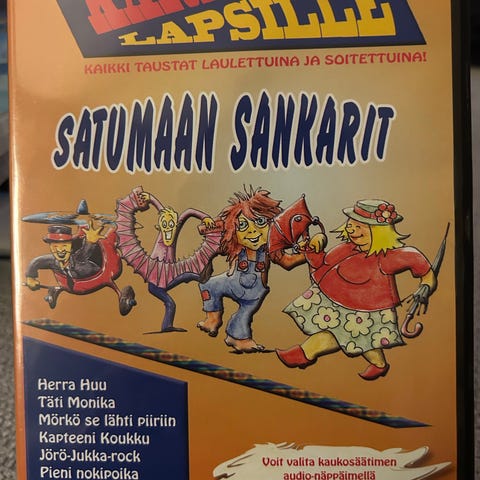 LAPSILLE
KAIKKI TAUSTAT LAULETTUINA JA SOITETTUINA!
SATUMAAN SANKARIT
Herra Huu
Täti Monika
Mörkö se lähti piiriin
Kapteeni Koukku
Jörö-Jukka-rock
Pieni nokipoika
Voit valita kaukosäätimen
audio-näppäimellä